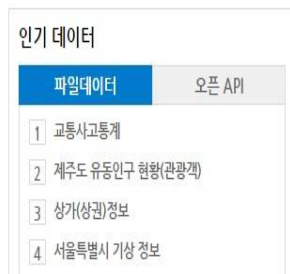 인기 데이터
파일데이터 오픈 API
1 교통사고통계
2 제주도 유동인구 현황(관광객)
3 상가(상권)정보
4 서울특별시 기상 정보